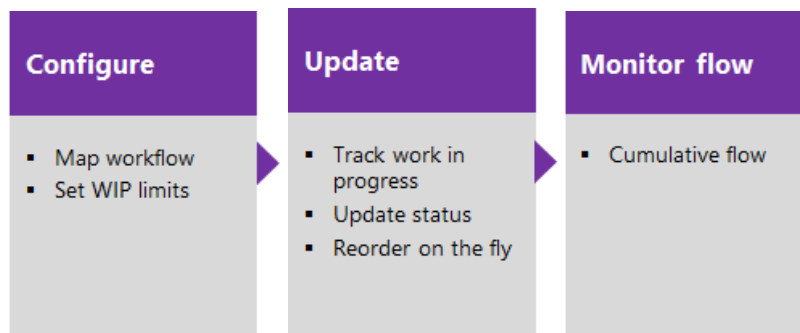 Configure
▪ Map workflow
▪ Set WIP limits
Update
▪ Track work in
progress
▪ Update status
▪ Reorder on the fly
Monitor flow
▪ Cumulative flow